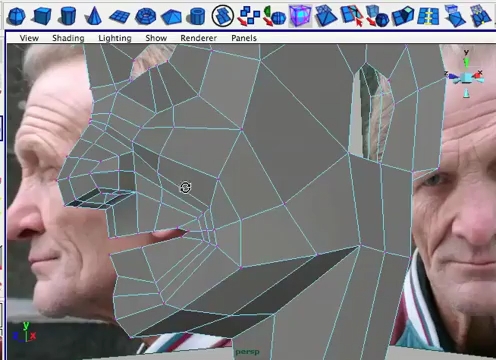 View Shading Lighting Show Renderer Panels
y
z x
y
z x
persp